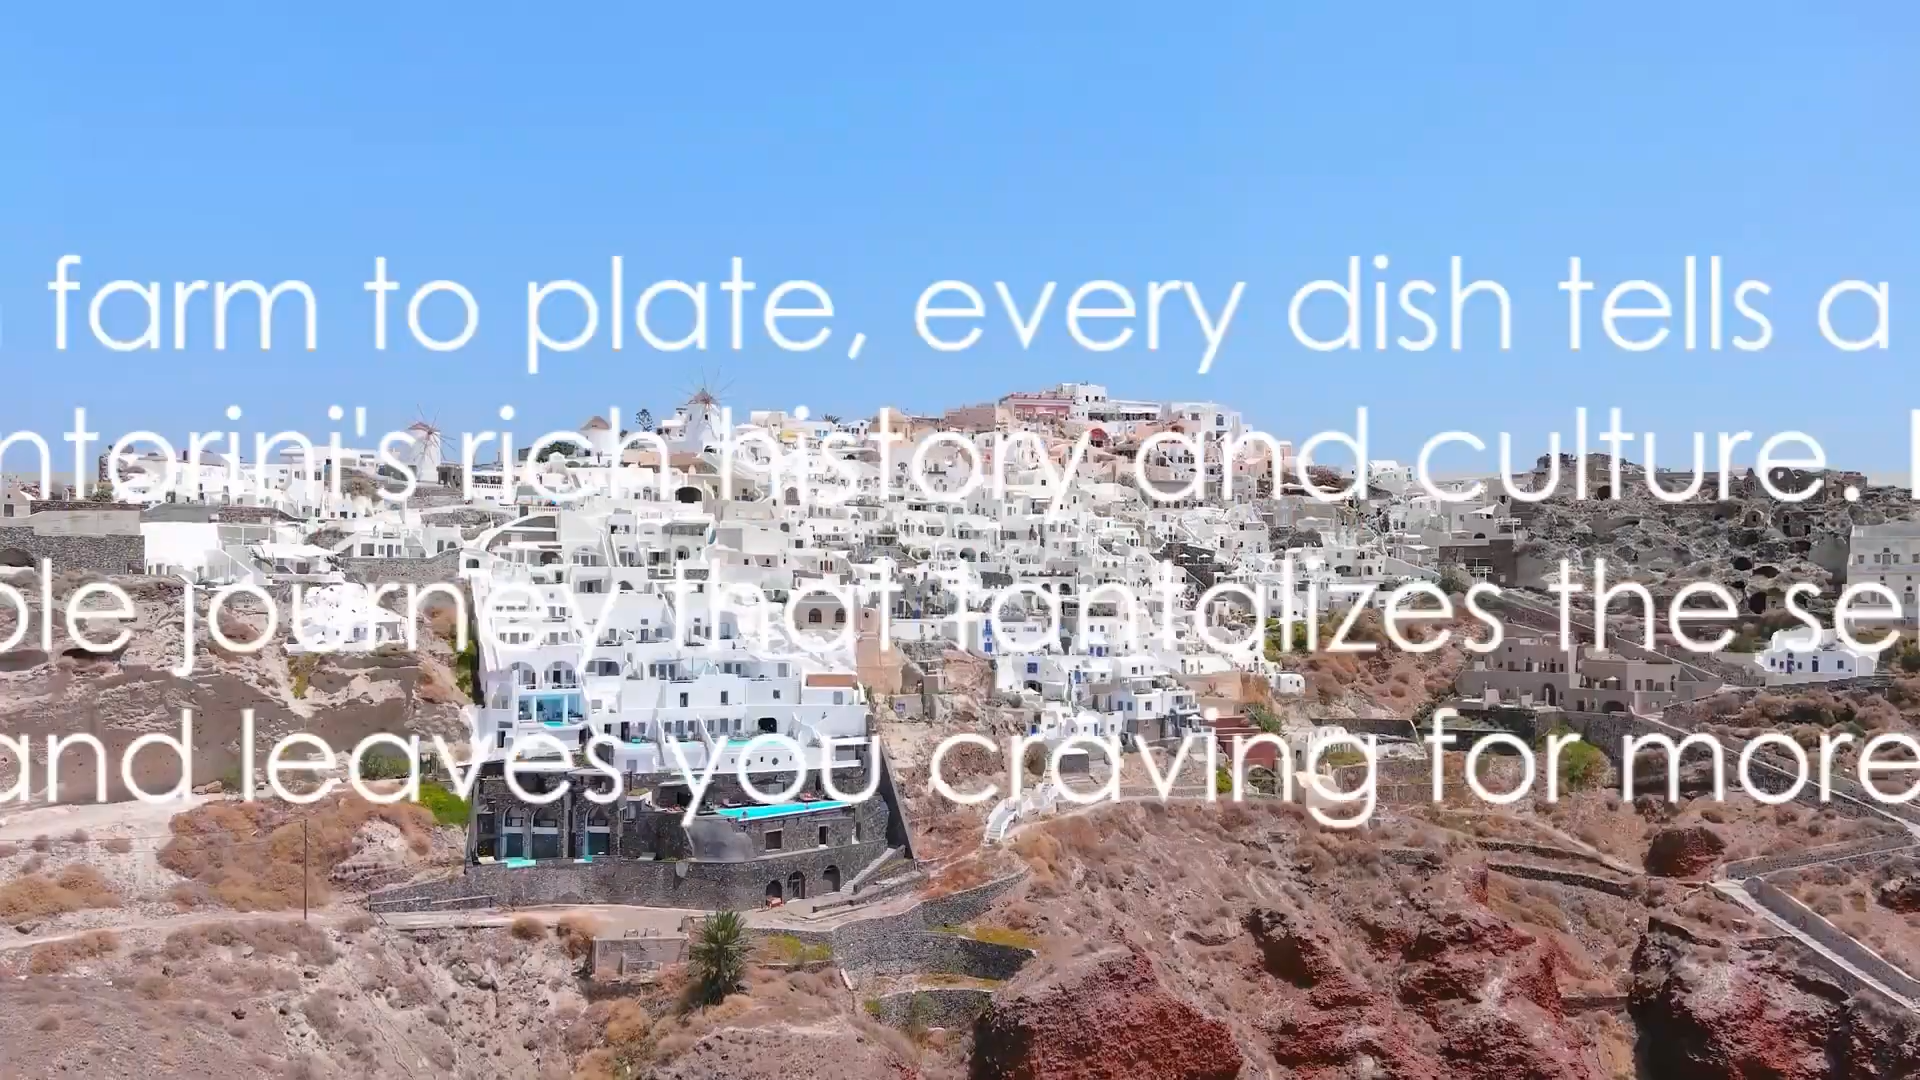 farm to plate, every dish tells a
ntorini's rich history and culture.
ble journey that tantalizes the se
and leaves you craving for more